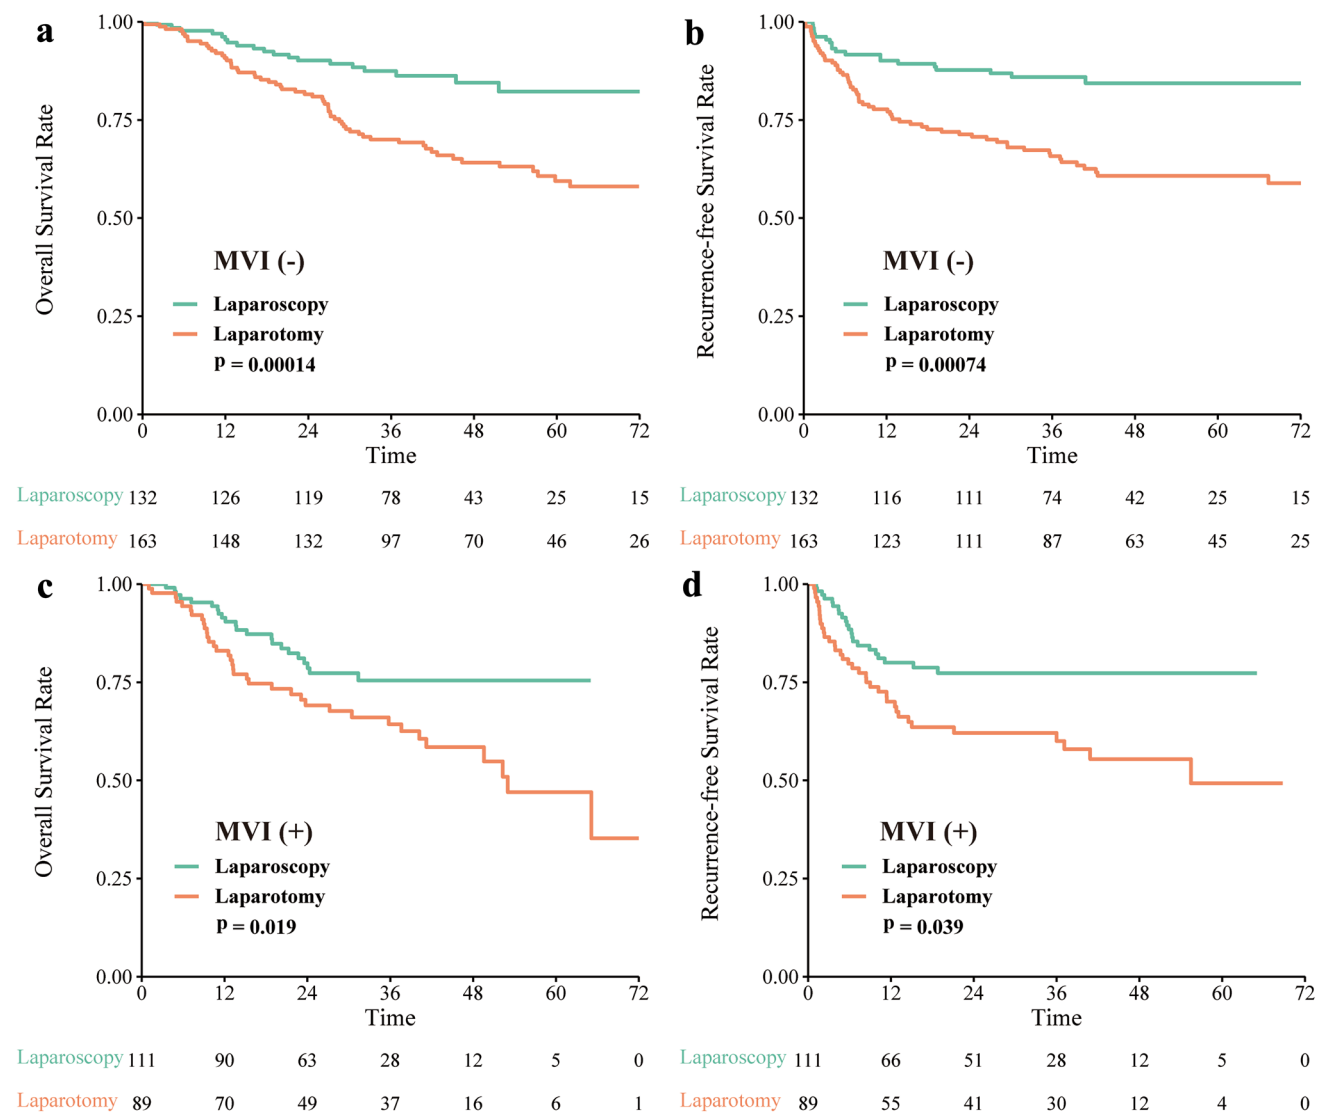 a
Overall Survival Rate
1.00
0.75
0.50
0.25
0.00
MVI (-)
Laparoscopy
Laparotomy
p = 0.00014
0 12 24 36 48 60 72
Time
Laparoscopy 132 126 119 78 43 25 15
Laparotomy 163 148 132 97 70 46 26
b
Recurrence-free Survival Rate
1.00
0.75
0.50
0.25
0.00
MVI (-)
Laparoscopy
Laparotomy
p = 0.00074
0 12 24 36 48 60 72
Time
Laparoscopy 132 116 111 74 42 25 15
Laparotomy 163 123 111 87 63 45 25
c
Overall Survival Rate
1.00
0.75
0.50
0.25
0.00
MVI (+)
Laparoscopy
Laparotomy
p = 0.019
0 12 24 36 48 60 72
Time
Laparoscopy 111 90 63 28 12 5 0
Laparotomy 89 70 49 37 16 6 1
d
Recurrence-free Survival Rate
1.00
0.75
0.50
0.25
0.00
MVI (+)
Laparoscopy
Laparotomy
p = 0.039
0 12 24 36 48 60 72
Time
Laparoscopy 111 66 51 28 12 5 0
Laparotomy 89 55 41 30 12 4 0